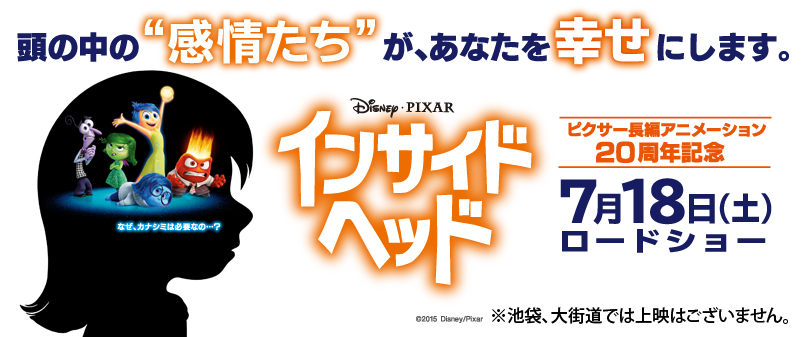 頭の中の“感情たち”が、あなたを幸せにします。
Disney・PIXAR
インサイド
ヘッド
ピクサー長編アニメーション
20周年記念
7月18日(土)
ロードショー
なぜ、カナシミは必要なの…?
©2015 Disney/Pixar
※池袋、大街道では上映はございません。